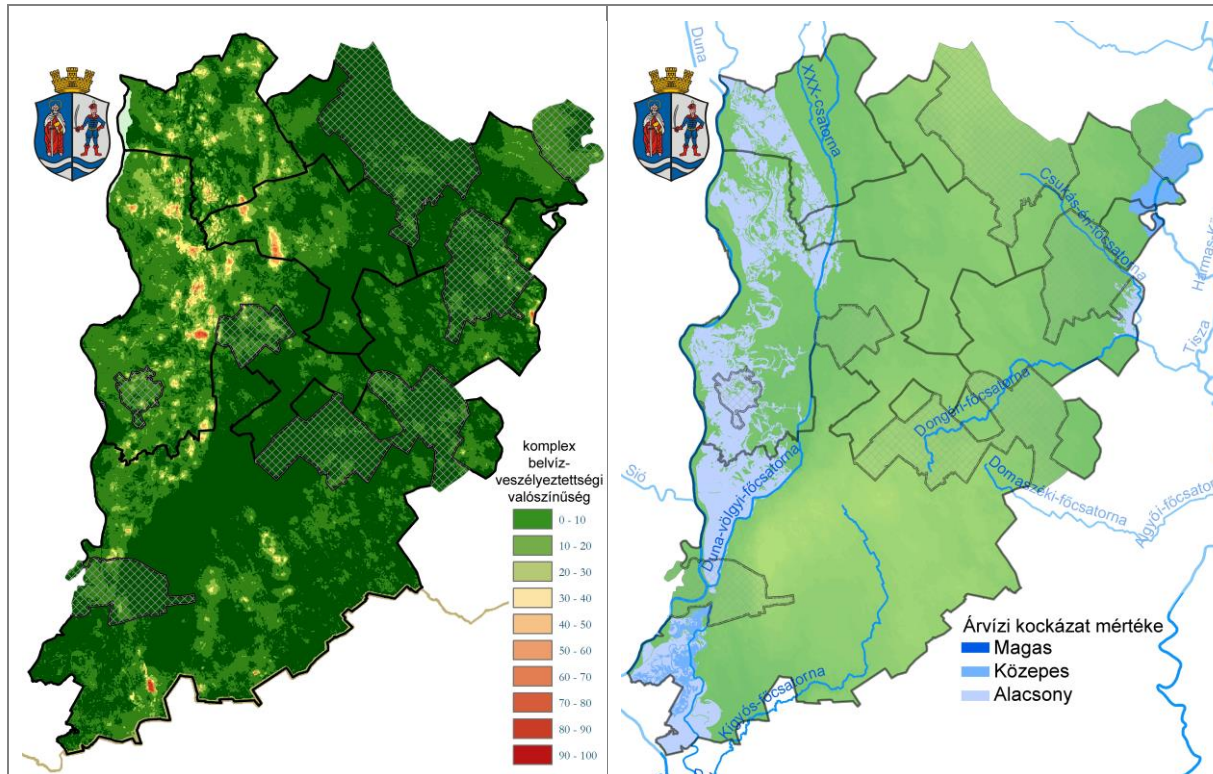 komplex
belvíz-
veszélyeztettségi
valószínűség
0 - 10
10 - 20
20 - 30
30 - 40
40 - 50
50 - 60
60 - 70
70 - 80
80 - 90
90 - 100
Duna
XXX-csatorna
Csukás-éri-főcsatorna
Tisza
Dongéri-főcsatorna
Sió
Duna-völgyi-főcsatorna
Domaszéki-főcsatorna
Algyői-főcsator
Kígyós-főcsatorna
Árvízi kockázat mértéke
Magas
Közepes
Alacsony